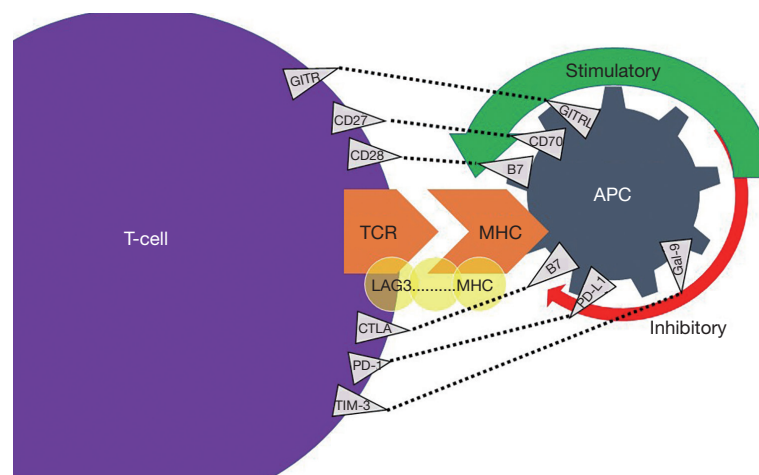 Stimulatory
GITR
GITRL
CD27
CD70
CD28
B7
APC
T-cell
TCR
MHC
B7
Gal-9
LAG3..........MHC
PD-L1
CTLA
Inhibitory
PD-1
TIM-3